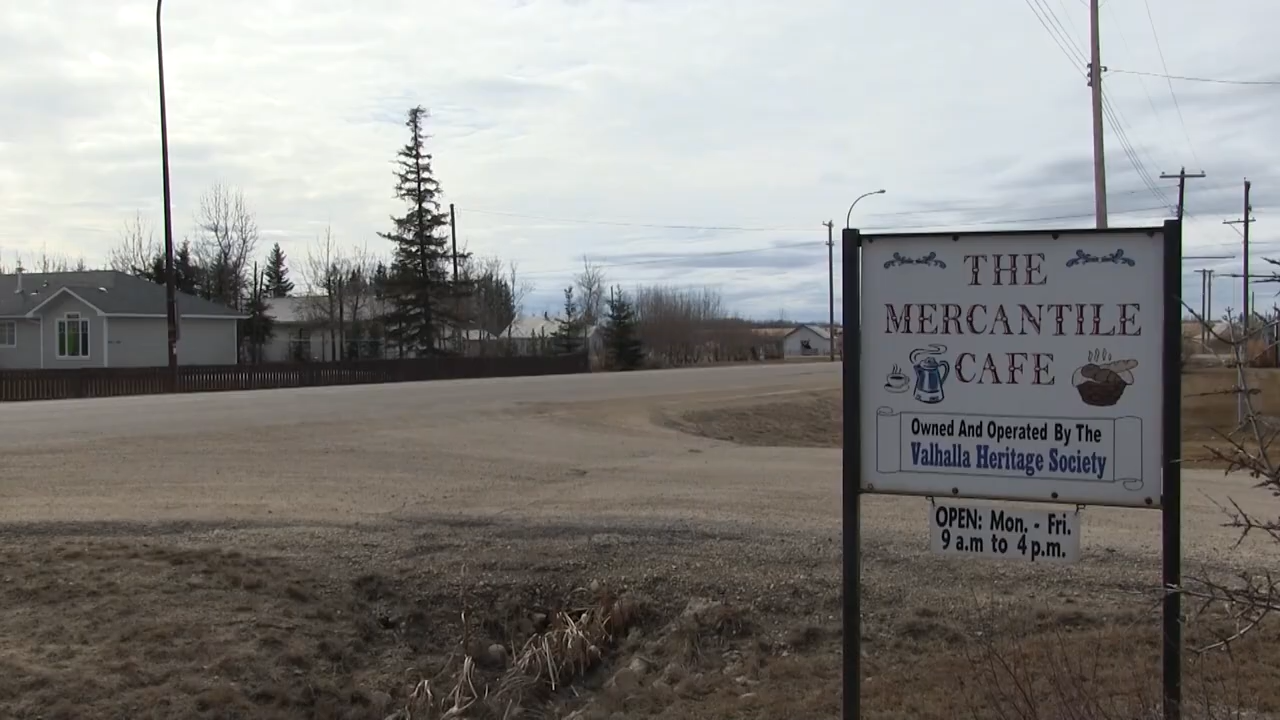 THE
MERCANTILE
CAFE
Owned And Operated By The
Valhalla Heritage Society
OPEN: Mon. - Fri.
9 a.m to 4 p.m.